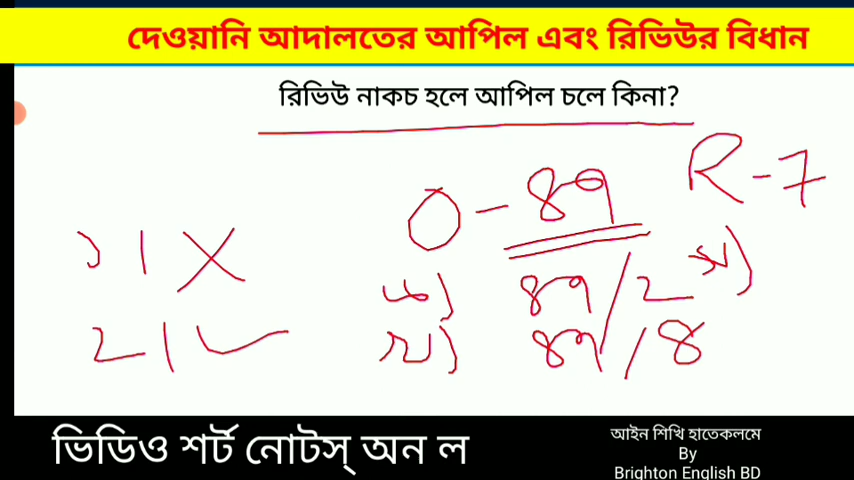 দেওয়ানি আদালতের আপিল এবং রিভিউর বিধান
রিভিউ নাকচ হলে আপিল চলে কিনা?
O - ৪৭ R - 7
১।
ক) ৪৭/২
২।
খ) ৪৭/৪
ভিডিও শর্ট নোটস্ অন ল
আইন শিখি হাতেকলমে
By
Brighton English BD